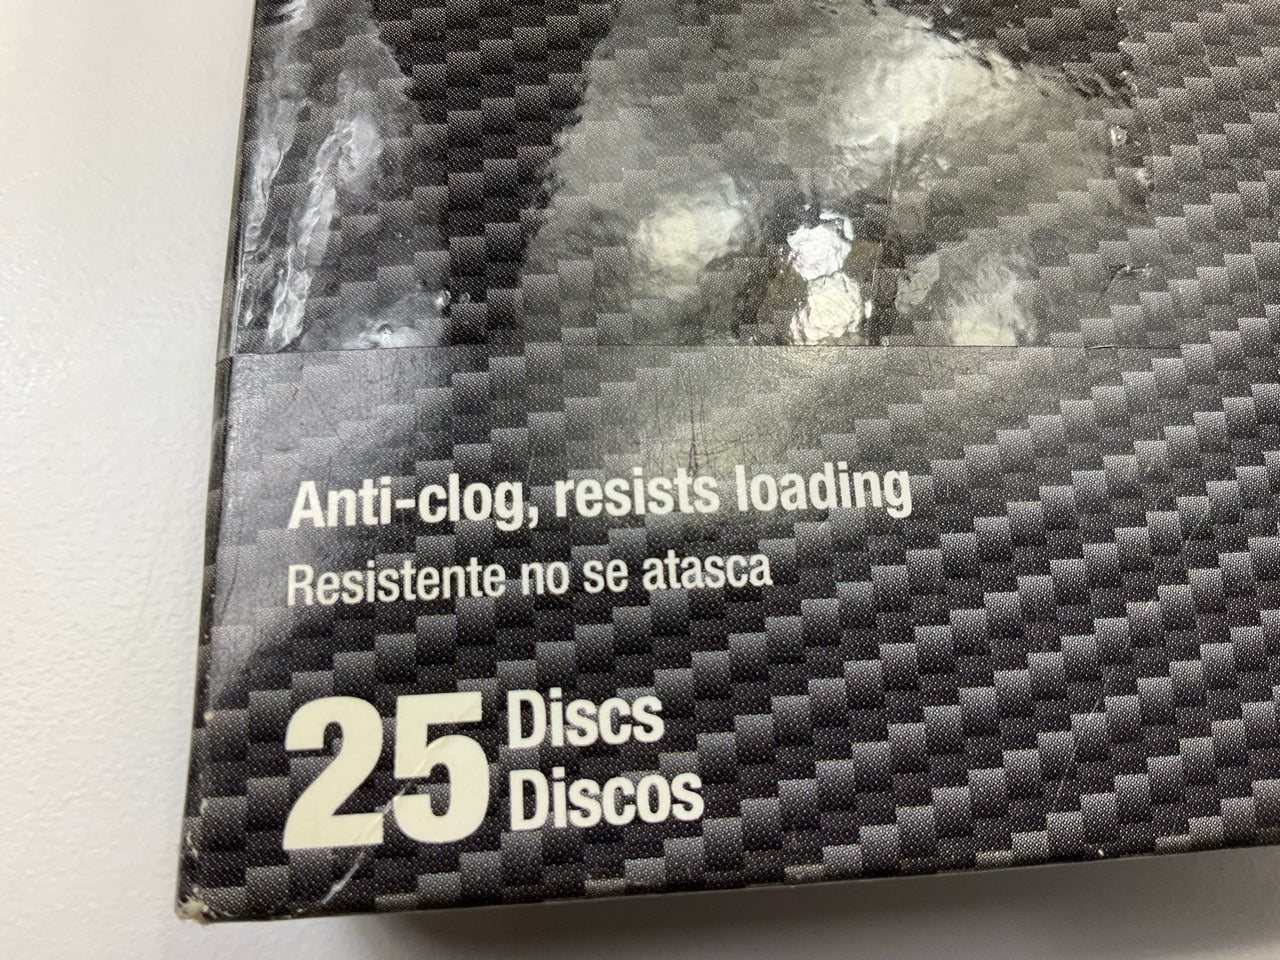 Anti-clog, resists loading
Resistente no se atasca
25 Discs
Discos